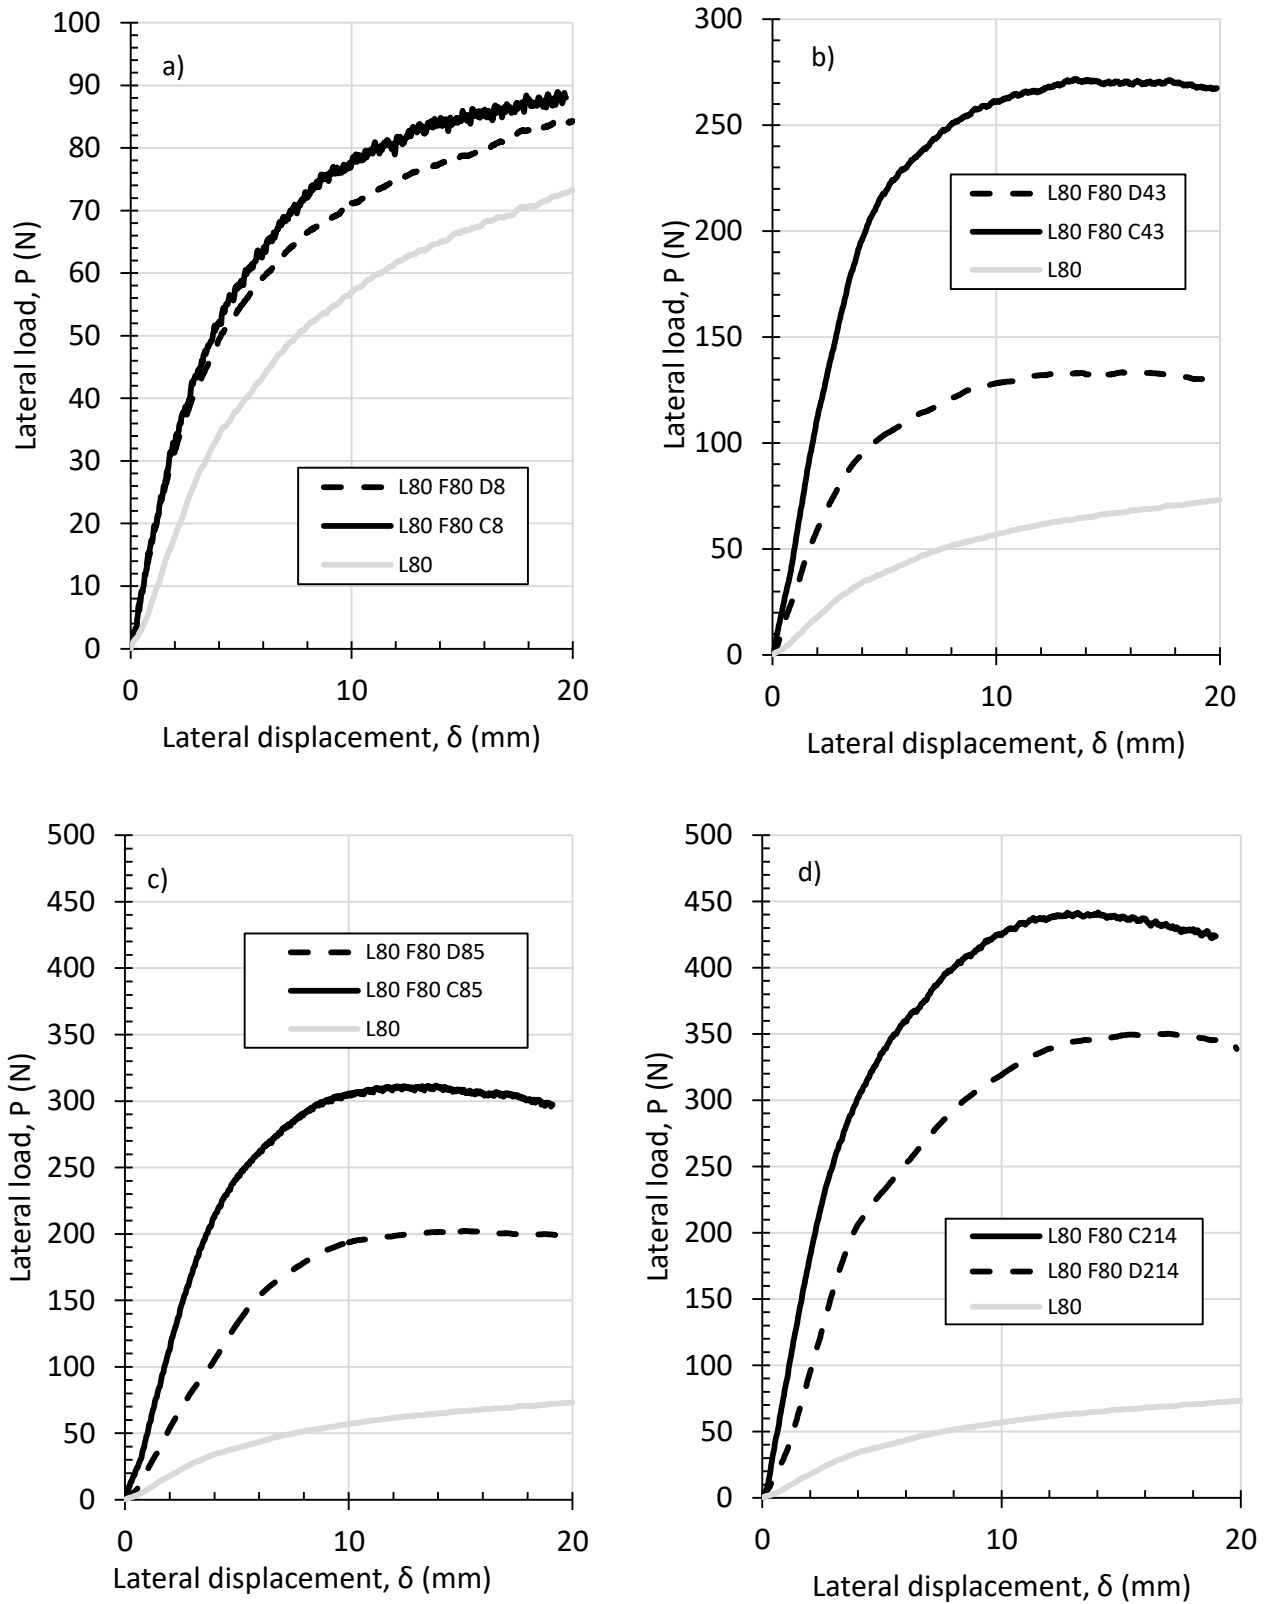 a)
100
90
80
70
60
50
40
30
20
10
0
Lateral load, P (N)
L80 F80 D8
L80 F80 C8
L80
0 10 20
Lateral displacement, δ (mm)
b)
300
250
200
150
100
50
0
Lateral load, P (N)
L80 F80 D43
L80 F80 C43
L80
0 10 20
Lateral displacement, δ (mm)
c)
500
450
400
350
300
250
200
150
100
50
0
Lateral load, P (N)
L80 F80 D85
L80 F80 C85
L80
0 10 20
Lateral displacement, δ (mm)
d)
500
450
400
350
300
250
200
150
100
50
0
Lateral load, P (N)
L80 F80 C214
L80 F80 D214
L80
0 10 20
Lateral displacement, δ (mm)